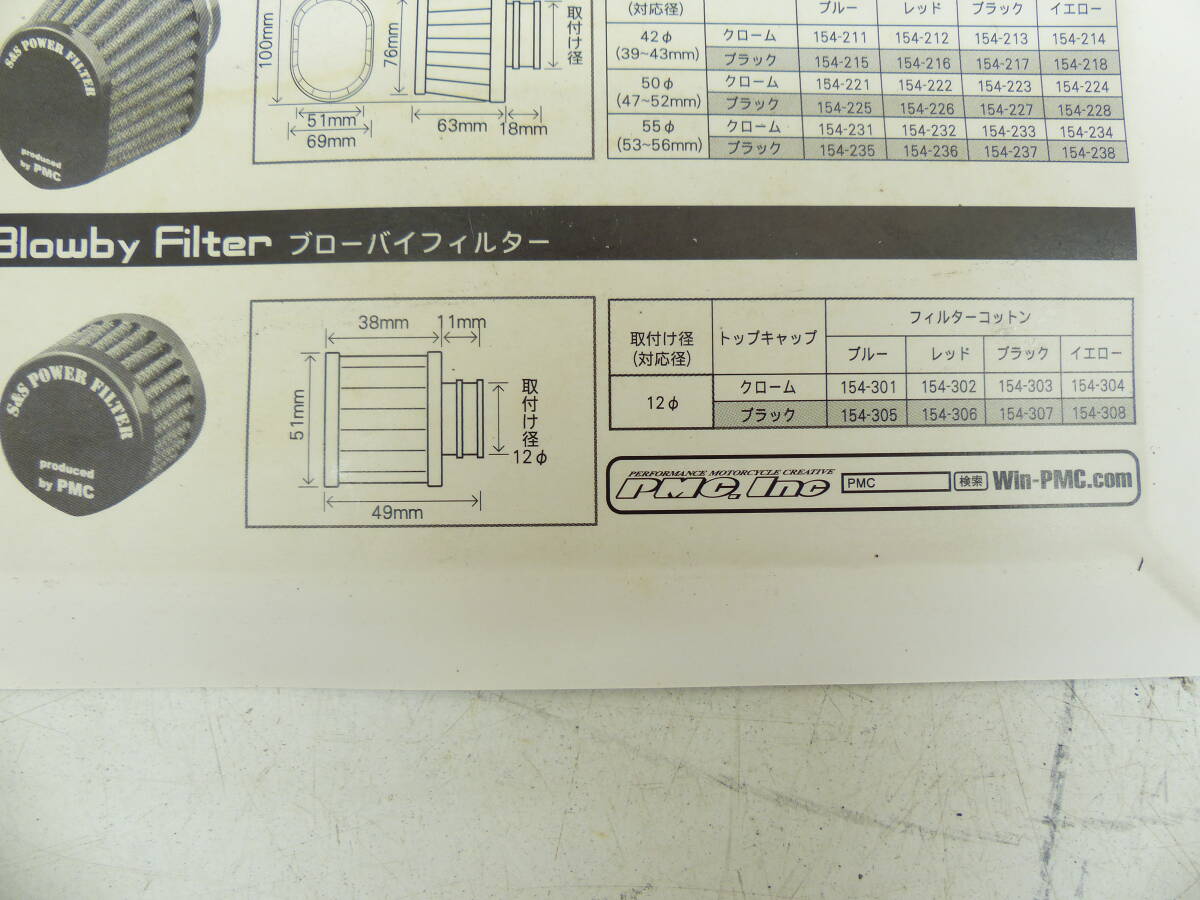 S&S POWER FILTER
produced
by PMC
100mm
51mm
69mm
76mm
63mm
18mm
取付け径
(対応径) ブルー レッド ブラック イエロー
42φ
(39~43mm)
クローム 154-211 154-212 154-213 154-214
ブラック 154-215 154-216 154-217 154-218
50φ
(47~52mm)
クローム 154-221 154-222 154-223 154-224
ブラック 154-225 154-226 154-227 154-228
55φ
(53~56mm)
クローム 154-231 154-232 154-233 154-234
ブラック 154-235 154-236 154-237 154-238
Blowby Filter ブローバイフィルター
S&S POWER FILTER
produced
by PMC
38mm
11mm
51mm
取付け径
12φ
49mm
取付け径
(対応径)
トップキャップ
フィルターコットン
ブルー レッド ブラック イエロー
12φ
クローム 154-301 154-302 154-303 154-304
ブラック 154-305 154-306 154-307 154-308
PERFORMANCE MOTORCYCLE CREATIVE
PMC.Inc
PMC 検索 Win-PMC.com